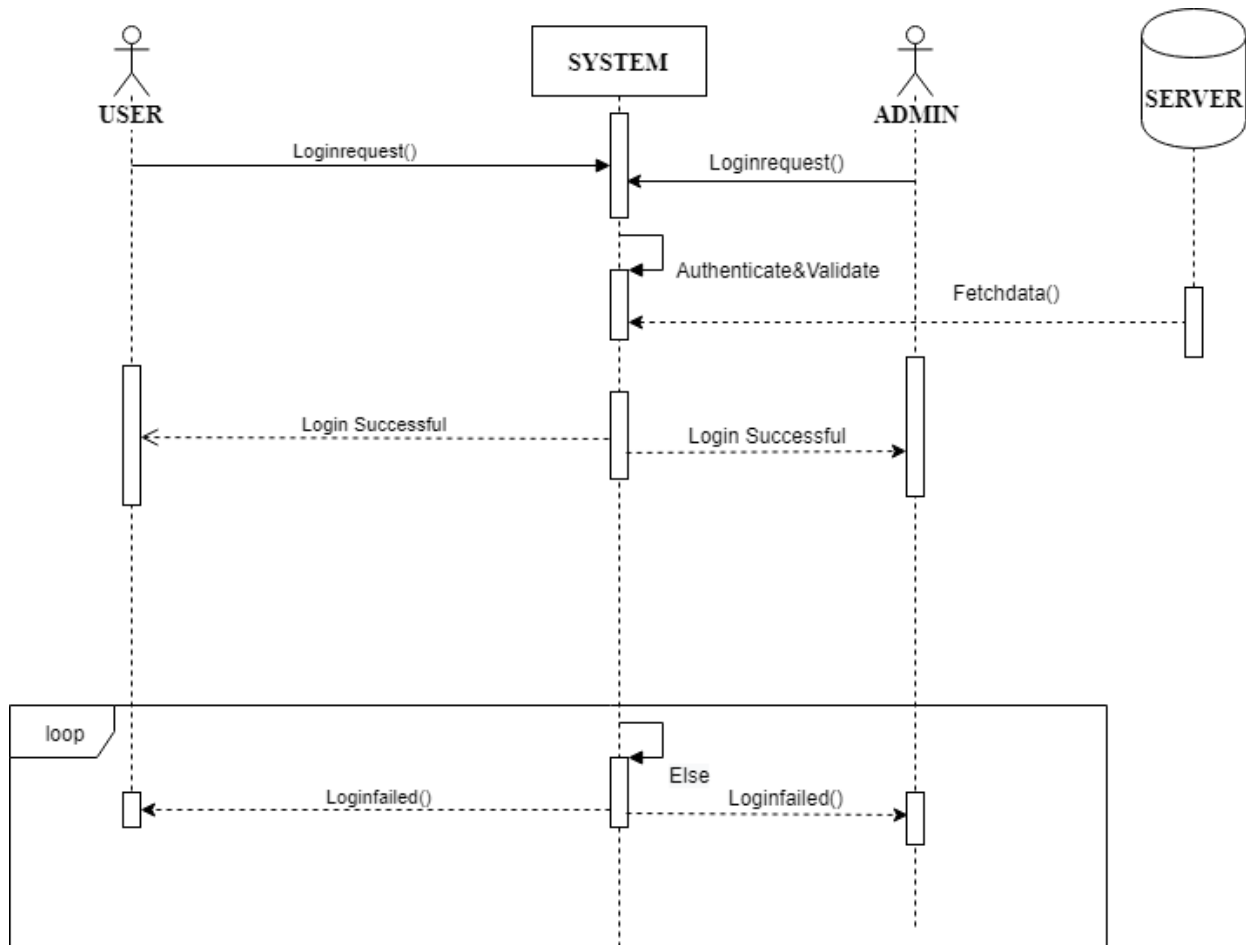 SYSTEM
USER
ADMIN
SERVER
Loginrequest()
Loginrequest()
Authenticate&Validate
Fetchdata()
Login Successful
Login Successful
loop
Else
Loginfailed()
Loginfailed()